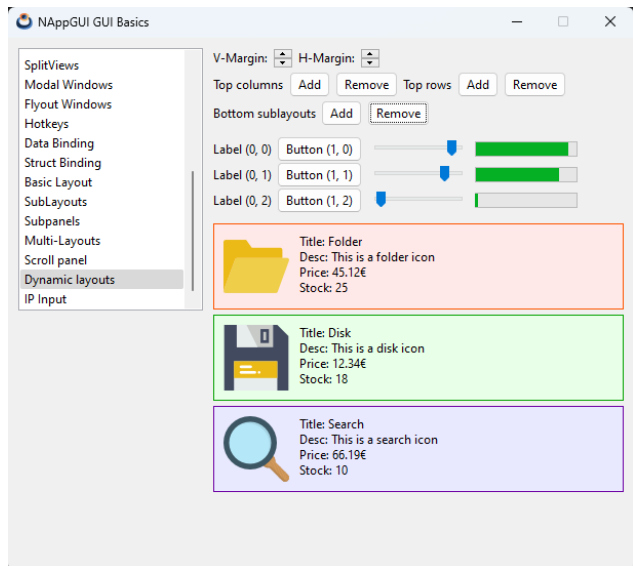 NAppGUI GUI Basics
SplitViews
Modal Windows
Flyout Windows
Hotkeys
Data Binding
Struct Binding
Basic Layout
SubLayouts
Subpanels
Multi-Layouts
Scroll panel
Dynamic layouts
IP Input
V-Margin: H-Margin:
Top columns Add Remove Top rows Add Remove
Bottom sublayouts Add Remove
Label (0, 0) Button (1, 0)
Label (0, 1) Button (1, 1)
Label (0, 2) Button (1, 2)
Title: Folder
Desc: This is a folder icon
Price: 45.12€
Stock: 25
Title: Disk
Desc: This is a disk icon
Price: 12.34€
Stock: 18
Title: Search
Desc: This is a search icon
Price: 66.19€
Stock: 10